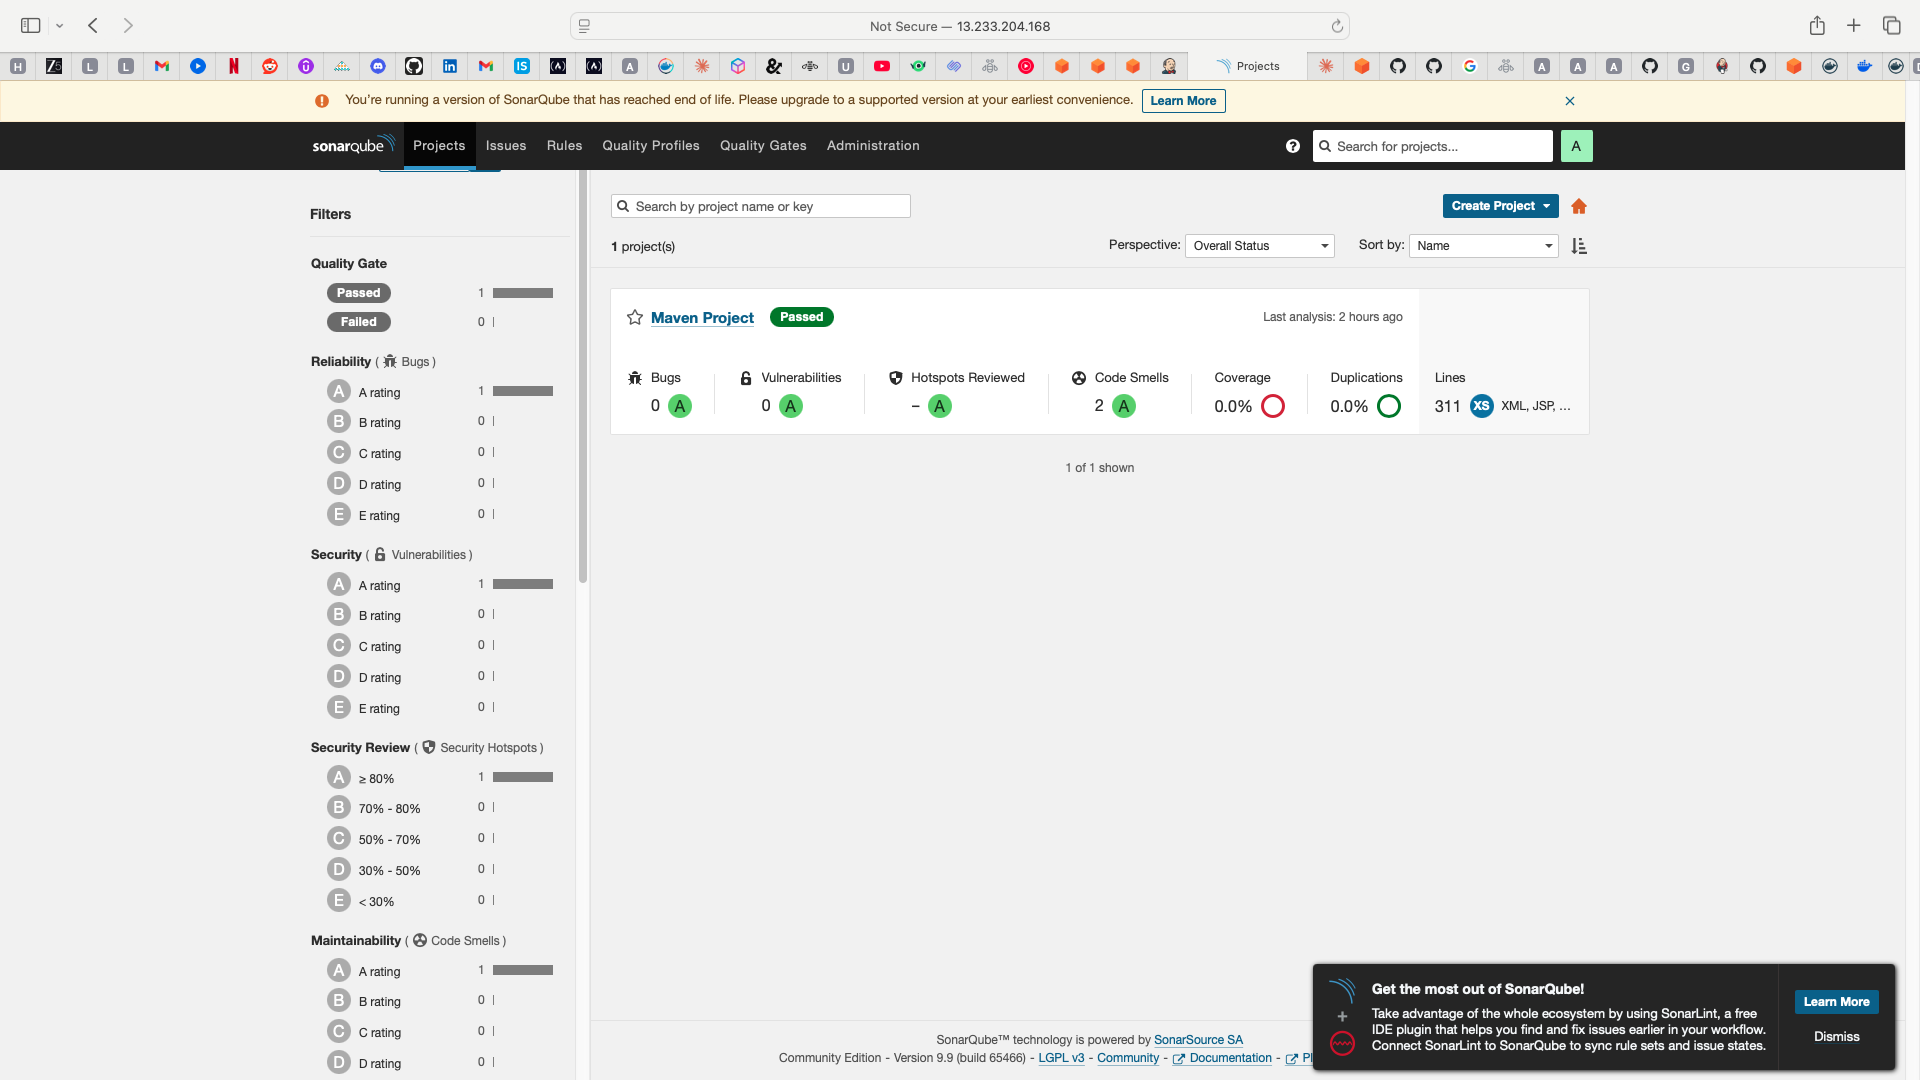 Not Secure — 13.233.204.168
Projects
You're running a version of SonarQube that has reached end of life. Please upgrade to a supported version at your earliest convenience. Learn More
sonarqube Projects Issues Rules Quality Profiles Quality Gates Administration Search for projects... A
Filters
Quality Gate
Passed 1
Failed 0
Reliability ( Bugs )
A A rating 1
B B rating 0
C C rating 0
D D rating 0
E E rating 0
Security ( Vulnerabilities )
A A rating 1
B B rating 0
C C rating 0
D D rating 0
E E rating 0
Security Review ( Security Hotspots )
A ≥ 80% 1
B 70% - 80% 0
C 50% - 70% 0
D 30% - 50% 0
E < 30% 0
Maintainability ( Code Smells )
A A rating 1
B B rating 0
C C rating 0
D D rating 0
Search by project name or key
Create Project
1 project(s)
Perspective: Overall Status Sort by: Name
Maven Project Passed Last analysis: 2 hours ago
Bugs Vulnerabilities Hotspots Reviewed Code Smells Coverage Duplications Lines
0 A 0 A – A 2 A 0.0% 0.0% 311 XS XML, JSP, ...
1 of 1 shown
SonarQube™ technology is powered by SonarSource SA
Community Edition - Version 9.9 (build 65466) - LGPL v3 - Community - Documentation -
Get the most out of SonarQube!
Take advantage of the whole ecosystem by using SonarLint, a free
IDE plugin that helps you find and fix issues earlier in your workflow.
Connect SonarLint to SonarQube to sync rule sets and issue states.
Learn More
Dismiss